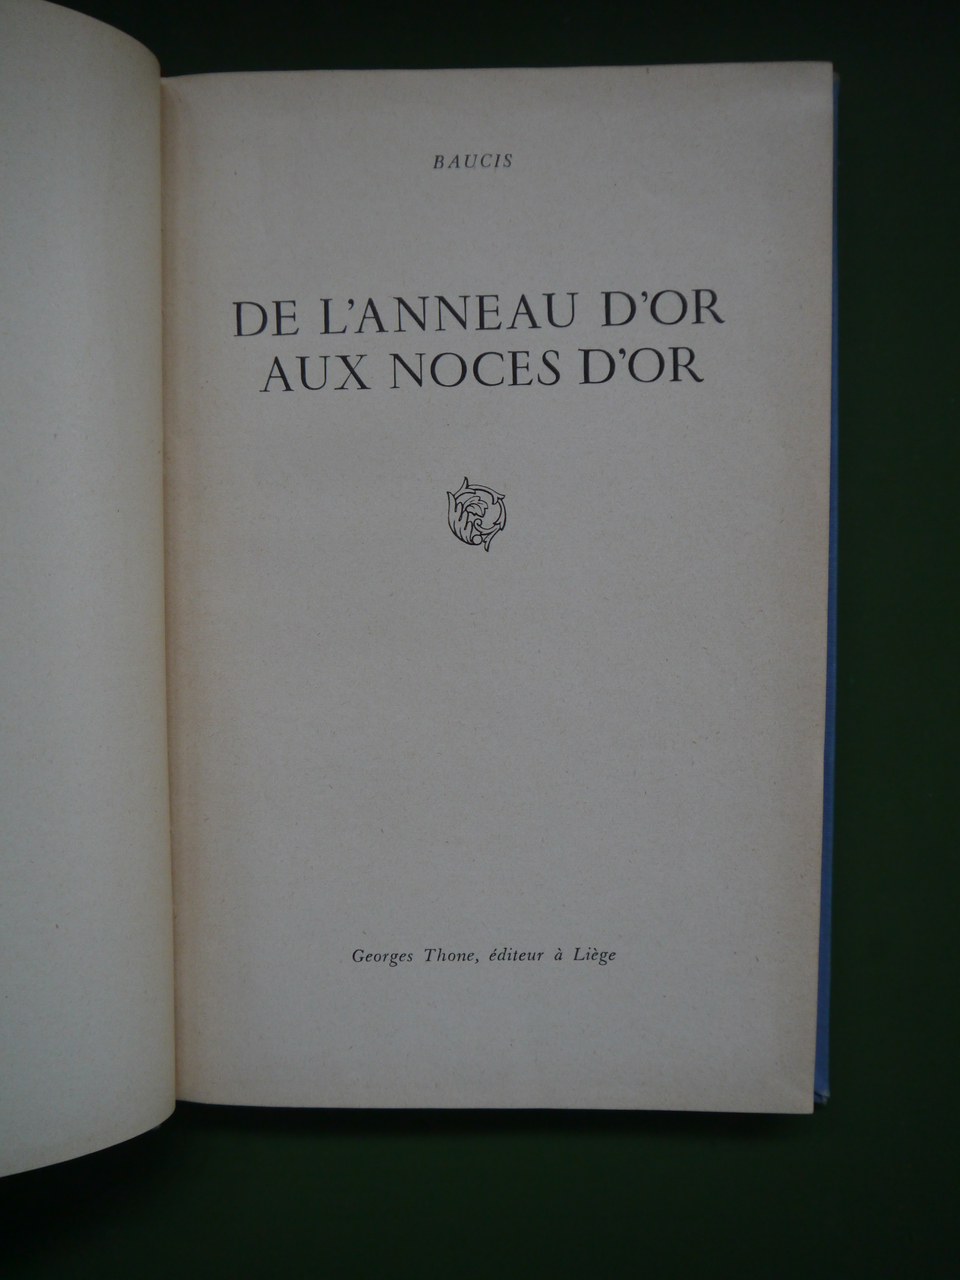 BAUCIS
DE L'ANNEAU D'OR
AUX NOCES D'OR
Georges Thone, éditeur à Liège